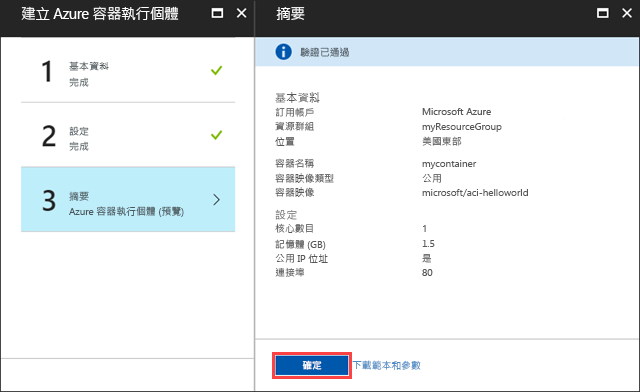 建立 Azure 容器執行個體
1
基本資料
完成
2
設定
完成
3
摘要
Azure 容器執行個體 (預覽)
摘要
驗證已通過
基本資料
訂用帳戶 Microsoft Azure
資源群組 myResourceGroup
位置 美國東部
容器名稱 mycontainer
容器映像類型 公用
容器映像 microsoft/aci-helloworld
設定
核心數目 1
記憶體 (GB) 1.5
公用 IP 位址 是
連接埠 80
確定 下載範本和參數